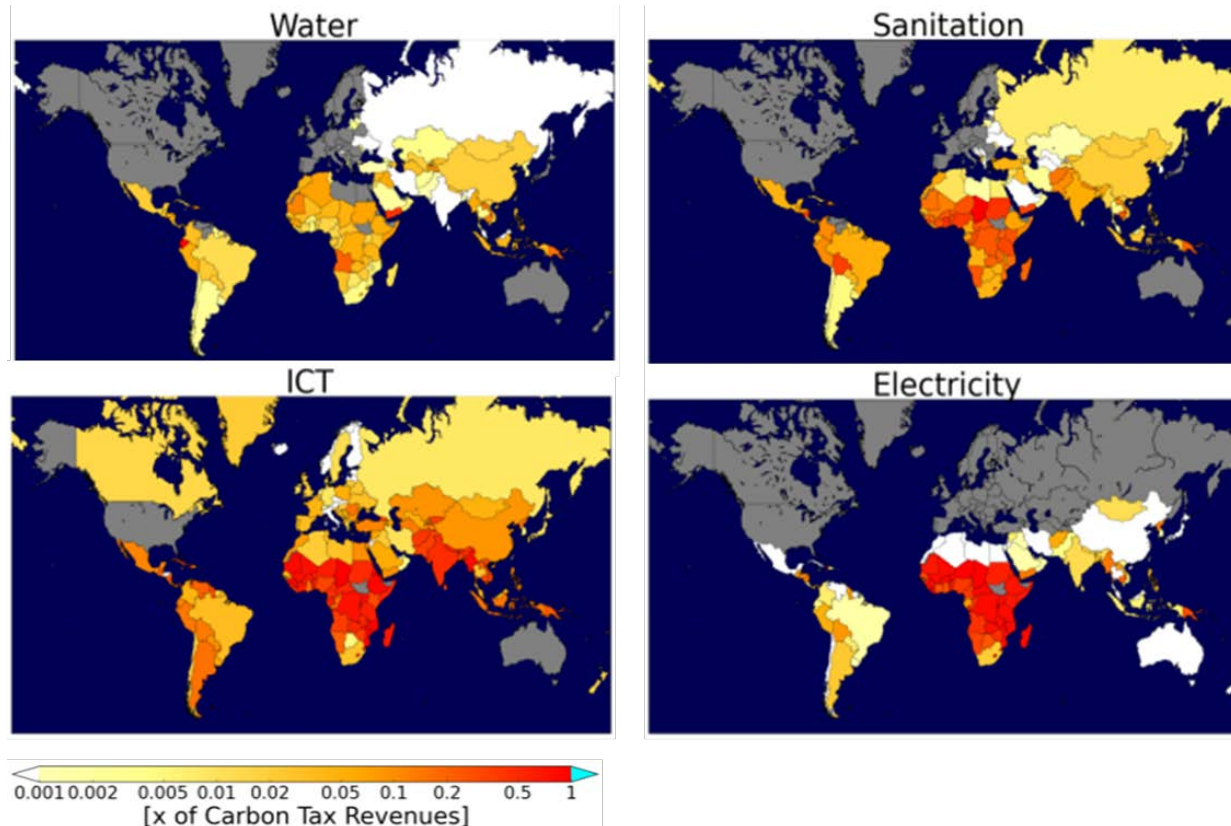 Water
Sanitation
ICT
Electricity
0.001 0.002 0.005 0.01 0.02 0.05 0.1 0.2 0.5 1
[x of Carbon Tax Revenues]